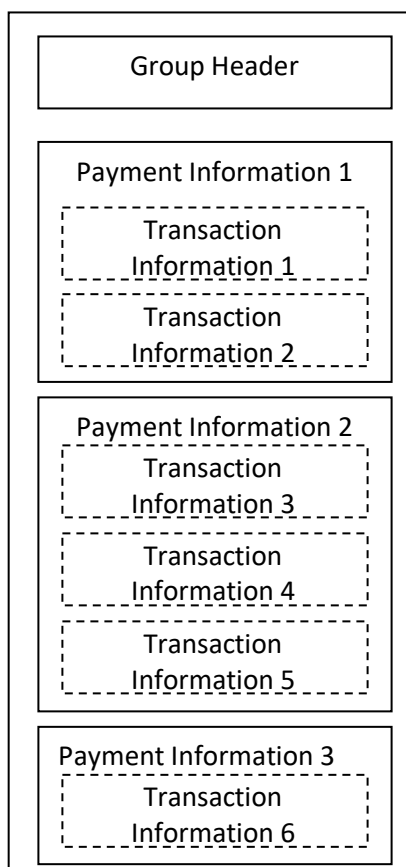 Group Header
Payment Information 1
Transaction
Information 1
Transaction
Information 2
Payment Information 2
Transaction
Information 3
Transaction
Information 4
Transaction
Information 5
Payment Information 3
Transaction
Information 6